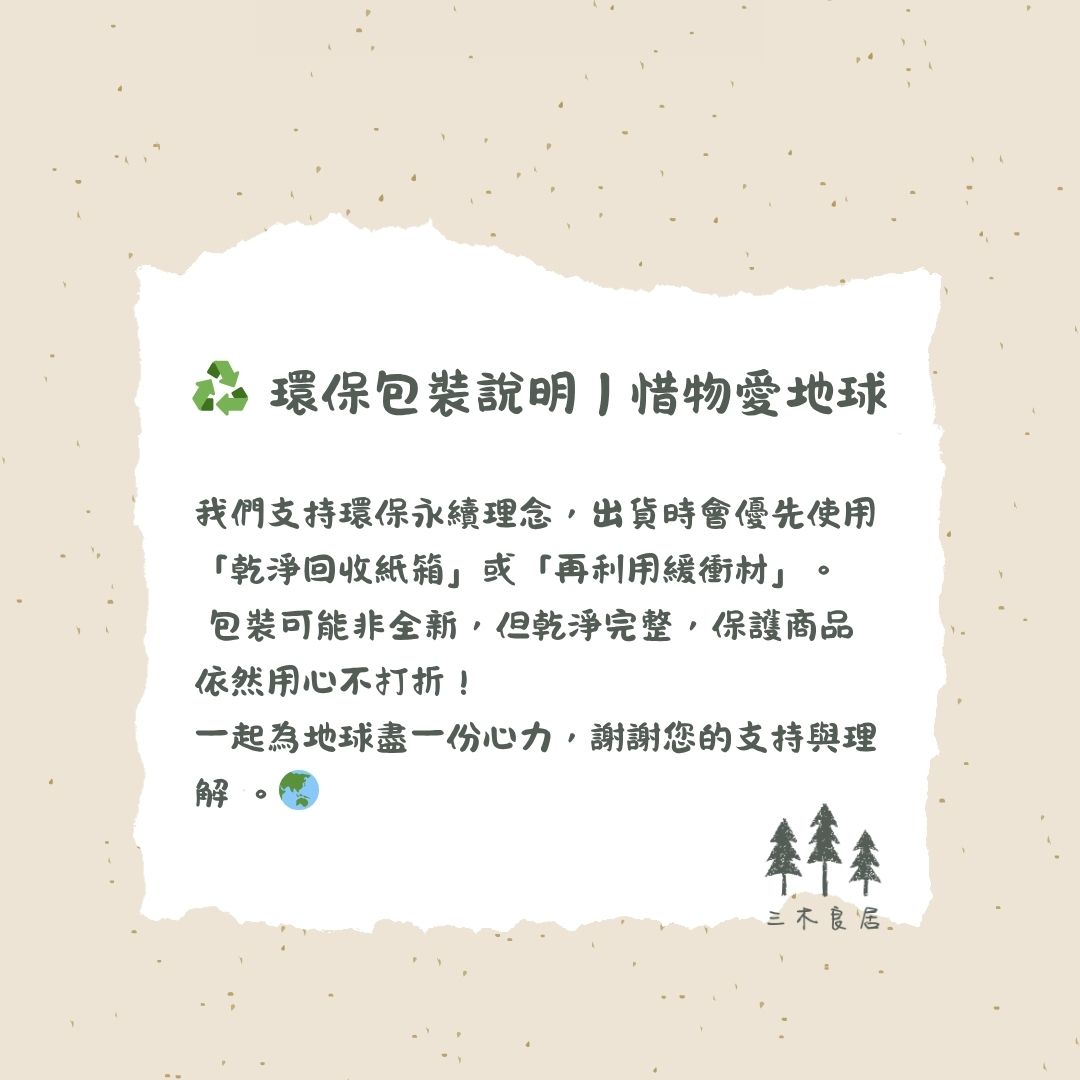 ♻️ 環保包裝說明|惜物愛地球
我們支持環保永續理念,出貨時會優先使用
「乾淨回收紙箱」或「再利用緩衝材」。
包裝可能非全新,但乾淨完整,保護商品
依然用心不打折!
一起為地球盡一份心力,謝謝您的支持與理
解 。🌏
三木良居